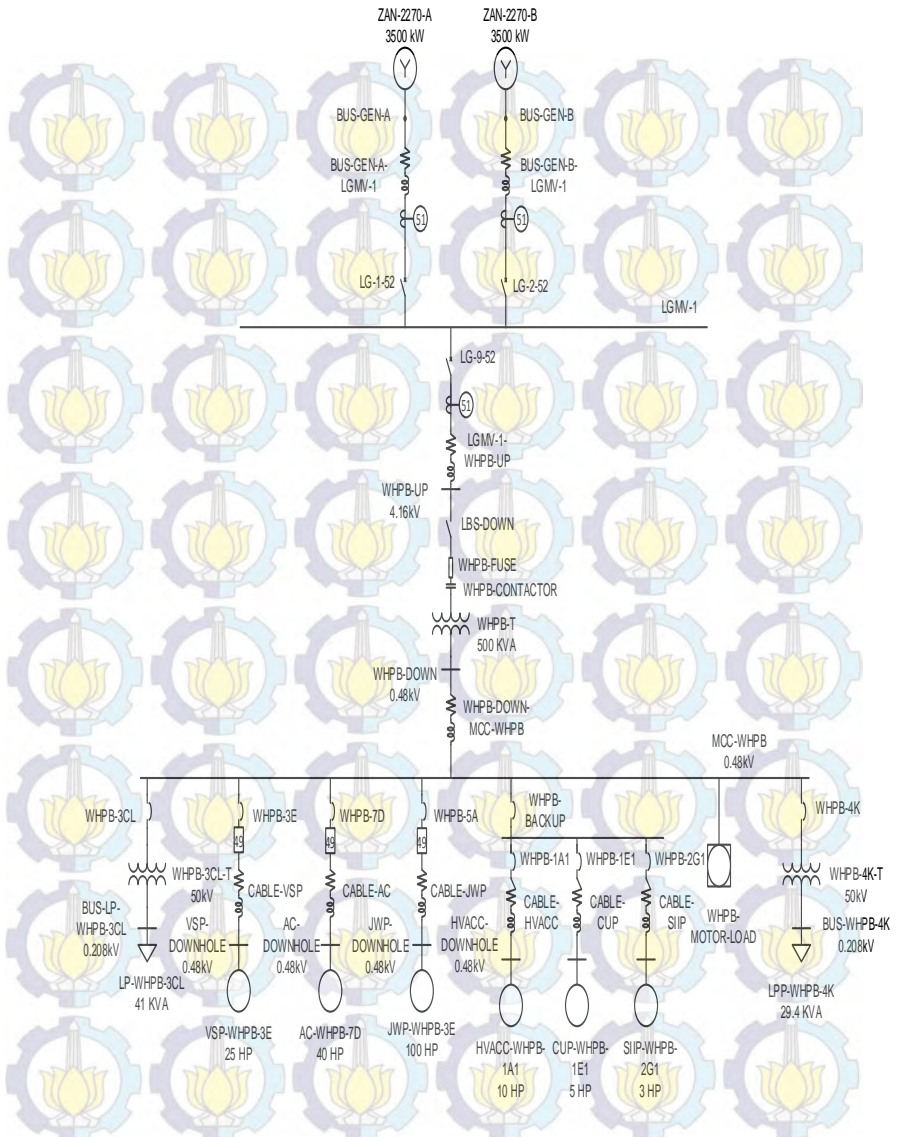 ZAN-2270-A
3500 kW
ZAN-2270-B
3500 kW
BUS-GEN-A
BUS-GEN-B
BUS-GEN-A-
LGMV-1
BUS-GEN-B-
LGMV-1
51
51
LG-1-52
LG-2-52
LGMV-1
LG-9-52
51
LGMV-1-
WHPB-UP
WHPB-UP
4.16kV
LBS-DOWN
WHPB-FUSE
WHPB-CONTACTOR
WHPB-T
500 KVA
WHPB-DOWN
0.48kV
WHPB-DOWN-
MCC-WHPB
MCC-WHPB
0.48kV
WHPB-3CL
WHPB-3E
WHPB-7D
WHPB-5A
WHPB-
BACKUP
WHPB-4K
49
49
49
WHPB-1A1
WHPB-1E1
WHPB-2G1
WHPB-3CL-T
50kV
CABLE-VSP
CABLE-AC
CABLE-JWP
CABLE-
HVACC
CABLE-
CUP
CABLE-
SIIP
WHPB-
MOTOR-LOAD
WHPB-4K-T
50kV
BUS-LP-
WHPB-3CL
0.208kV
VSP-
DOWNHOLE
0.48kV
AC-
DOWNHOLE
0.48kV
JWP-
DOWNHOLE
0.48kV
HVACC-
DOWNHOLE
0.48kV
BUS-WHPB-4K
0.208kV
LP-WHPB-3CL
41 KVA
VSP-WHPB-3E
25 HP
AC-WHPB-7D
40 HP
JWP-WHPB-3E
100 HP
HVACC-WHPB-
1A1
10 HP
CUP-WHPB-
1E1
5 HP
SIIP-WHPB-
2G1
3 HP
LPP-WHPB-4K
29.4 KVA